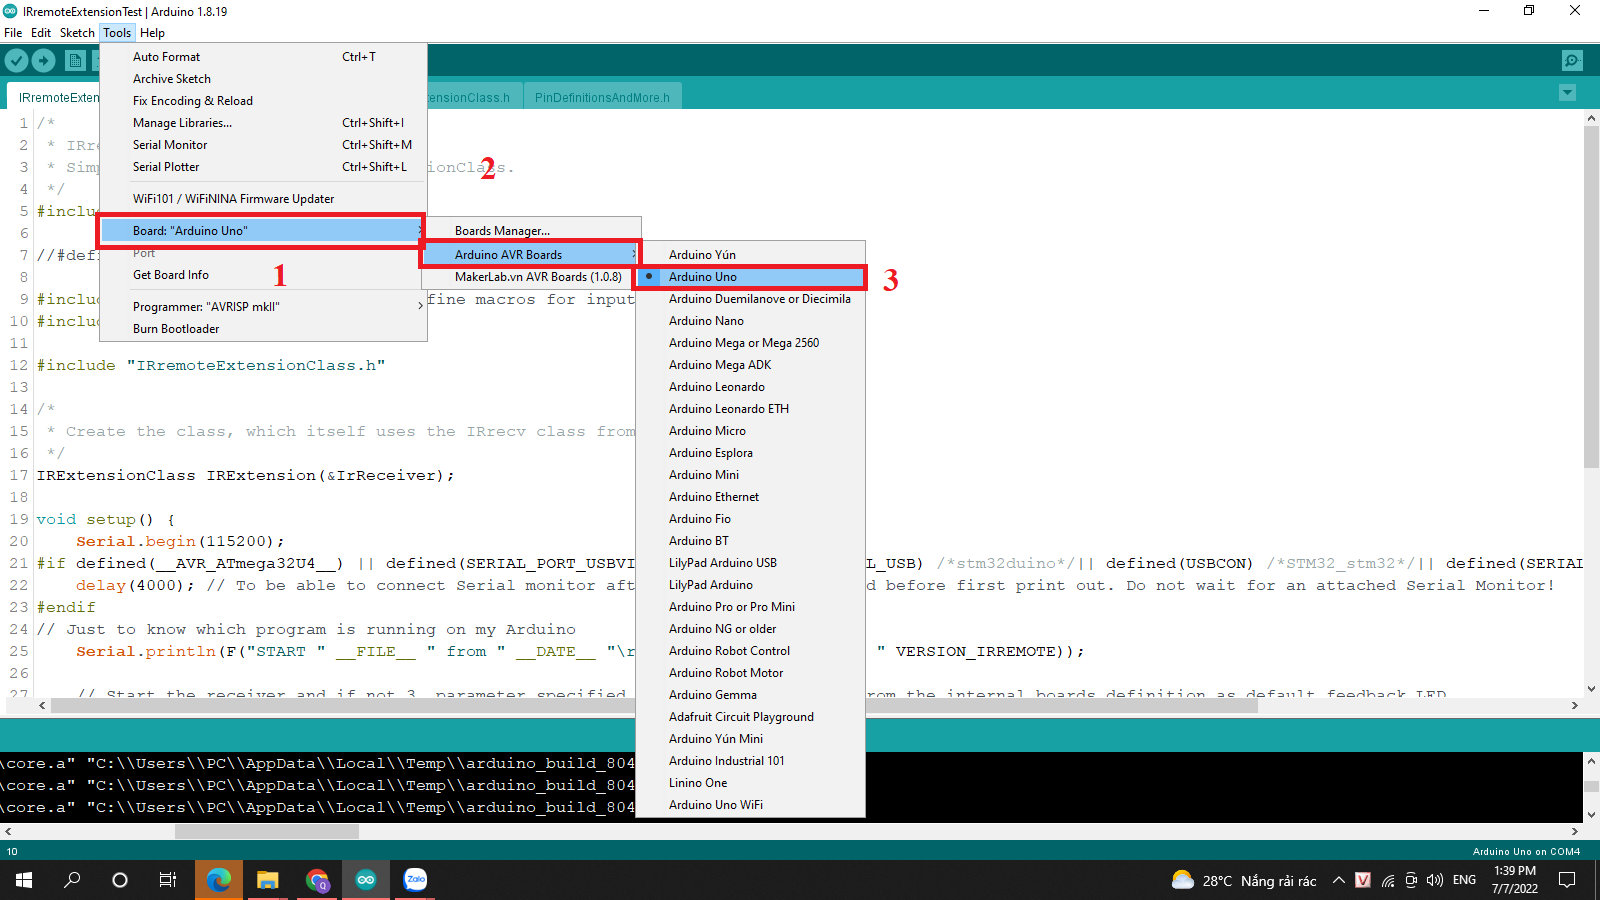 IRremoteExtensionTest | Arduino 1.8.19
File Edit Sketch Tools Help
IRremoteExten
tensionClass.h
PinDefinitionsAndMore.h
Auto Format Ctrl+T
Archive Sketch
Fix Encoding & Reload
Manage Libraries... Ctrl+Shift+I
Serial Monitor Ctrl+Shift+M
Serial Plotter Ctrl+Shift+L
WiFi101 / WiFiNINA Firmware Updater
Board: "Arduino Uno"
Port
Get Board Info
Programmer: "AVRISP mkII"
Burn Bootloader
1
2
3
Boards Manager...
Arduino AVR Boards
MakerLab.vn AVR Boards (1.0.8)
Arduino Yún
Arduino Uno
Arduino Duemilanove or Diecimila
Arduino Nano
Arduino Mega or Mega 2560
Arduino Mega ADK
Arduino Leonardo
Arduino Leonardo ETH
Arduino Micro
Arduino Esplora
Arduino Mini
Arduino Ethernet
Arduino Fio
Arduino BT
LilyPad Arduino USB
LilyPad Arduino
Arduino Pro or Pro Mini
Arduino NG or older
Arduino Robot Control
Arduino Robot Motor
Arduino Gemma
Adafruit Circuit Playground
Arduino Yún Mini
Arduino Industrial 101
Linino One
Arduino Uno WiFi
1 /*
2 * IRre
3 * Simp ionClass.
4 */
5 #inclu
6
7 //#def
8
9 #inclu fine macros for inpu
10 #inclu
11
12 #include "IRremoteExtensionClass.h"
13
14 /*
15 * Create the class, which itself uses the IRrecv class from
16 */
17 IRExtensionClass IRExtension(&IrReceiver);
18
19 void setup() {
20 Serial.begin(115200);
21 #if defined(__AVR_ATmega32U4__) || defined(SERIAL_PORT_USBVI L_USB) /*stm32duino*/|| defined(USBCON) /*STM32_stm32*/|| defined(SERIAL
22 delay(4000); // To be able to connect Serial monitor aft d before first print out. Do not wait for an attached Serial Monitor!
23 #endif
24 // Just to know which program is running on my Arduino
25 Serial.println(F("START " __FILE__ " from " __DATE__ "\r " VERSION_IRREMOTE));
26
27 // Start the receiver and if not 3. parameter specified rom the internal boards definition as default feedback LED
\core.a" "C:\\Users\\PC\\AppData\\Local\\Temp\\arduino_build_804
\core.a" "C:\\Users\\PC\\AppData\\Local\\Temp\\arduino_build_804
\core.a" "C:\\Users\\PC\\AppData\\Local\\Temp\\arduino_build_804
10 Arduino Uno on COM4
Zalo
28°C Nắng rải rác
V
ENG
1:39 PM
7/7/2022